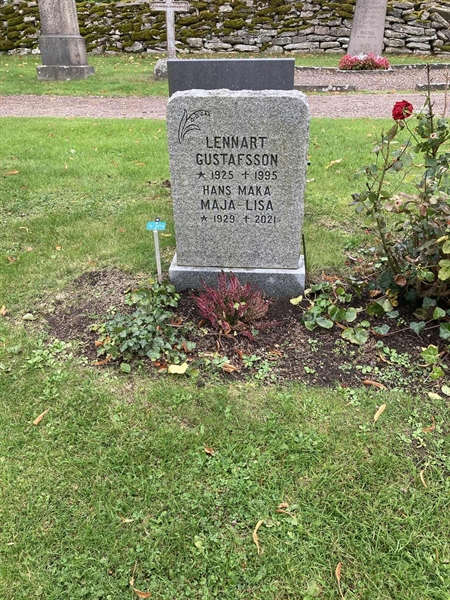 LENNART
GUSTAFSSON
★ 1925 ✝ 1995
HANS MAKA
MAJA-LISA
★ 1929 ✝ 2021